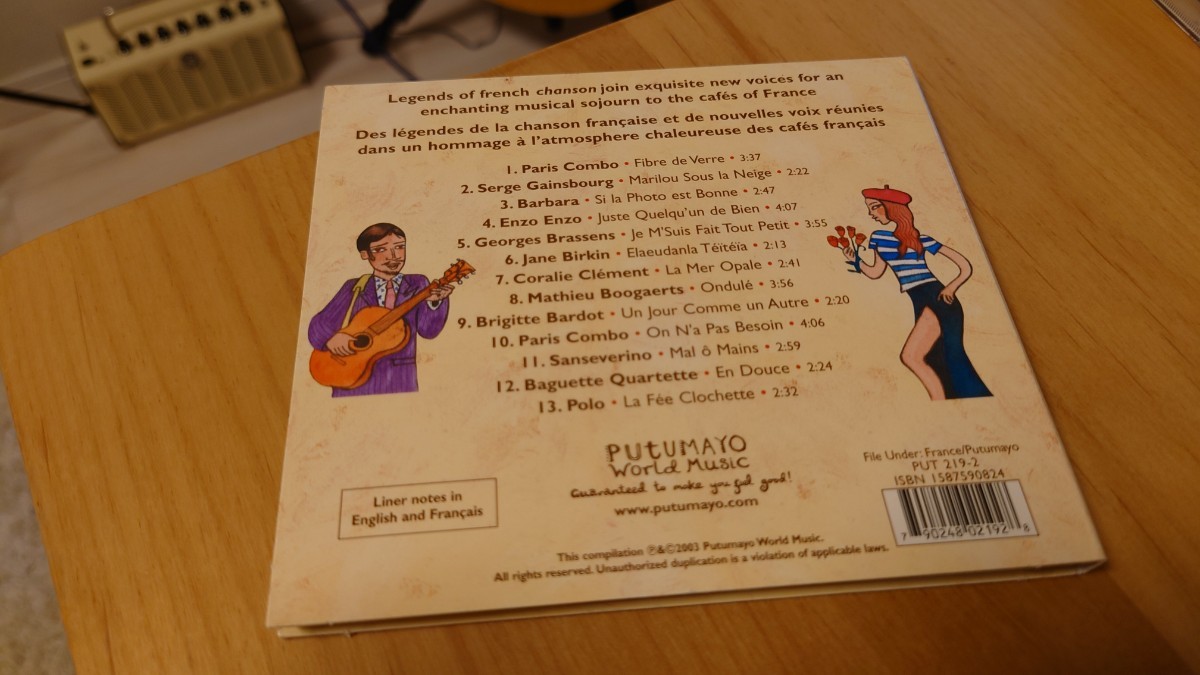 Legends of french chanson join exquisite new voices for an
enchanting musical sojourn to the cafés of France
Des légendes de la chanson française et de nouvelles voix réunies
dans un hommage à l'atmosphere chaleureuse des cafés français
1. Paris Combo • Fibre de Verre • 3:37
2. Serge Gainsbourg • Marilou Sous la Neige • 2:22
3. Barbara • Si la Photo est Bonne • 2:47
4. Enzo Enzo • Juste Quelqu'un de Bien • 4:07
5. Georges Brassens • Je M'Suis Fait Tout Petit • 3:55
6. Jane Birkin • Elaeudanla Téitéïa • 2:13
7. Coralie Clément • La Mer Opale • 2:41
8. Mathieu Boogaerts • Ondulé • 3:56
9. Brigitte Bardot • Un Jour Comme un Autre • 2:20
10. Paris Combo • On N'a Pas Besoin • 4:06
11. Sanseverino • Mal ô Mains • 2:59
12. Baguette Quartette • En Douce • 2:24
13. Polo • La Fée Clochette • 2:32
PUTUMAYO
World Music
Guaranteed to make you feel good!
www.putumayo.com
Liner notes in
English and Français
File Under: France/Putumayo
PUT 219-2
ISBN 1587590824
7 90248 02192 8
This compilation ℗&©2003 Putumayo World Music.
All rights reserved. Unauthorized duplication is a violation of applicable laws.